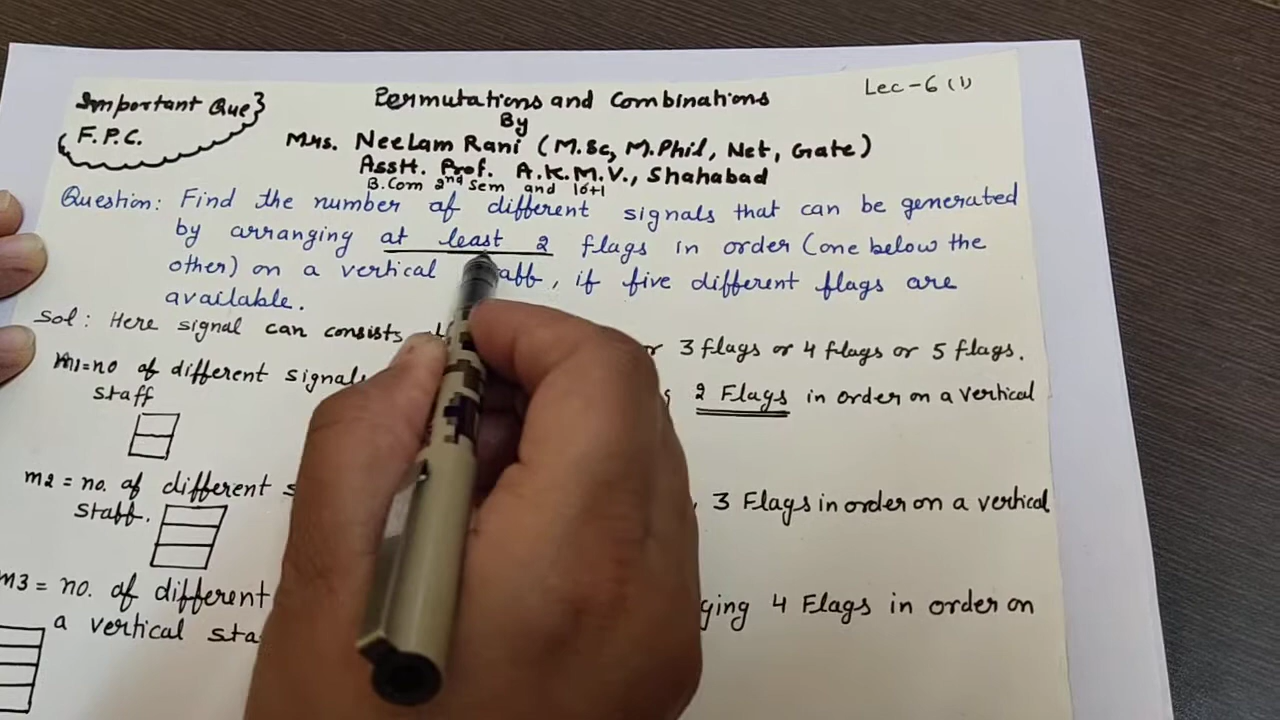 Important Que
F.P.C.
Lec-6(1)
Permutations and Combinations
By
Mrs. Neelam Rani (M.Sc, M.Phil, Net, Gate)
Asstt. Prof. A.K.M.V., Shahabad
B.Com 2nd Sem and 10+1
Question: Find the number of different signals that can be generated
by arranging at least 2 flags in order (one below the
other) on a vertical staff, if five different flags are
available.
Sol: Here signal can consists 3 flags or 4 flags or 5 flags.
m1=no of different signals 2 Flags in order on a vertical
staff
m2 = no. of different 3 Flags in order on a vertical
staff.
m3 = no. of different 4 Flags in order on
a vertical